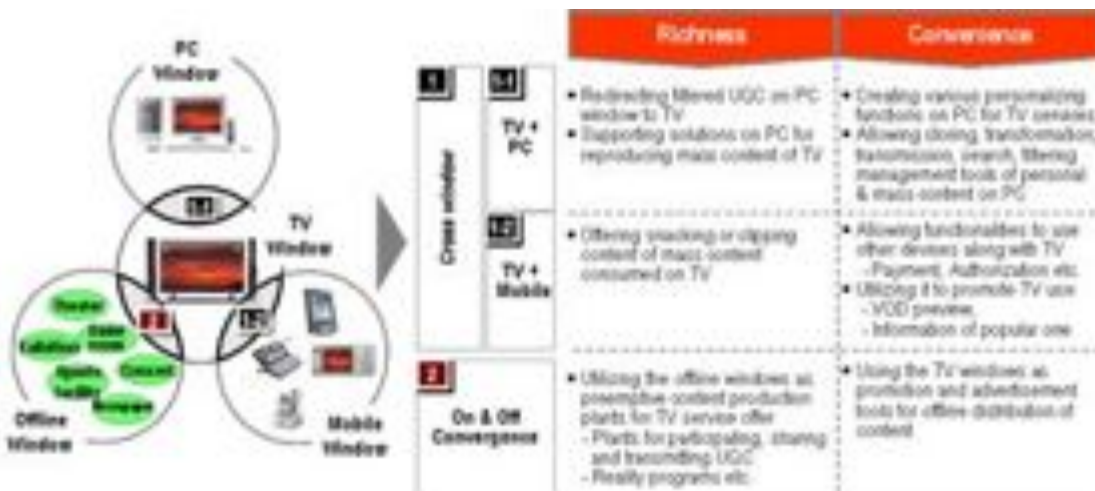 PC
Window
TV
Window
Theater
Exhibition
Concert
Newspaper
Offline
Window
Mobile
Window
1
Cross window
1-1
TV +
PC
1-2
TV +
Mobile
2
On & Off
Convergence
Richness
• Redirecting filtered UGC on PC
window to TV
• Supporting solutions on PC for
reproducing mass content of TV
• Offering snacking or clipping
content of mass content
consumed on TV
• Utilizing the offline windows as
preemptive content production
plants for TV service offer
- Plants for participating, sharing
and transmitting UGC
- Reality programs etc.
Convenience
• Creating various personalizing
functions on PC for TV services
• Allowing storing, transformation,
transmission, search, filtering
management tools of personal
& mass content on PC
• Allowing functionalities to use
other devices along with TV
- Payment, Authorization etc.
• Utilizing it to promote TV use
- VOD preview,
- Information of popular one
• Using the TV windows as
promotion and advertisement
tools for offline distribution of
content